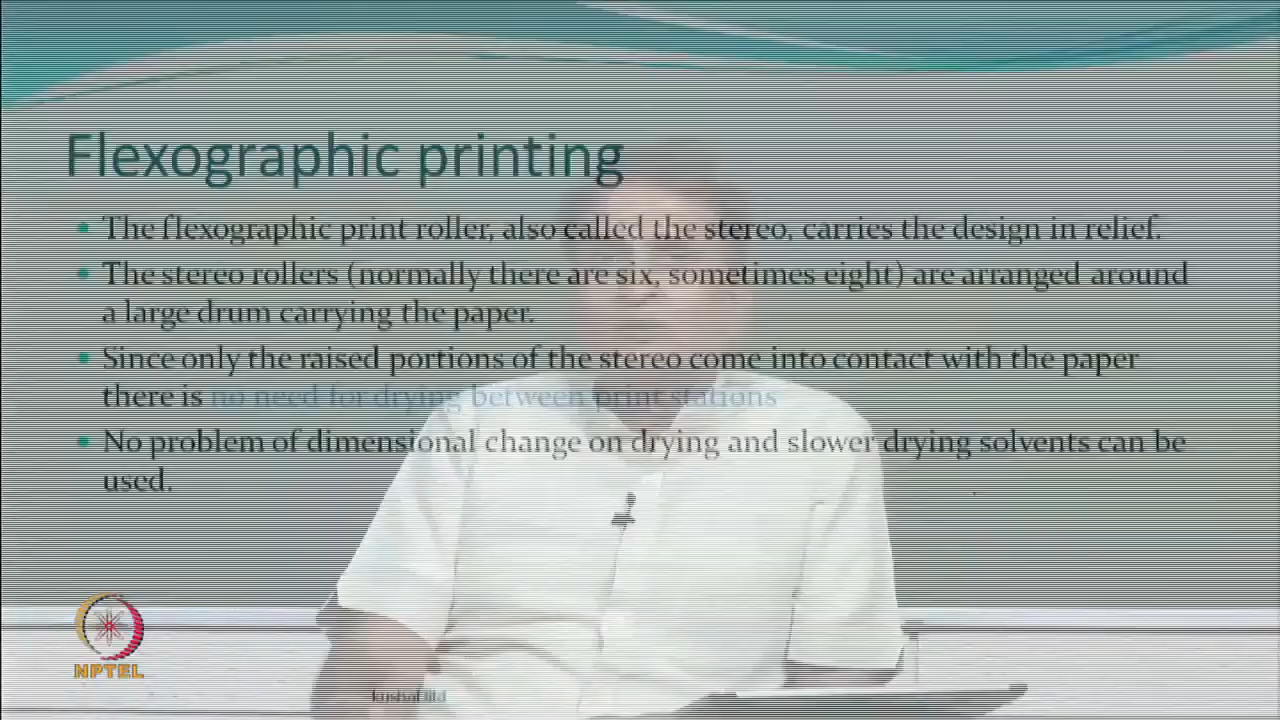 Flexographic printing
The flexographic print roller, also called the stereo, carries the design in relief.
The stereo rollers (normally there are six, sometimes eight) are arranged around
a large drum carrying the paper.
Since only the raised portions of the stereo come into contact with the paper
there is no need for drying between print stations
No problem of dimensional change on drying and slower drying solvents can be
used.
NPTEL